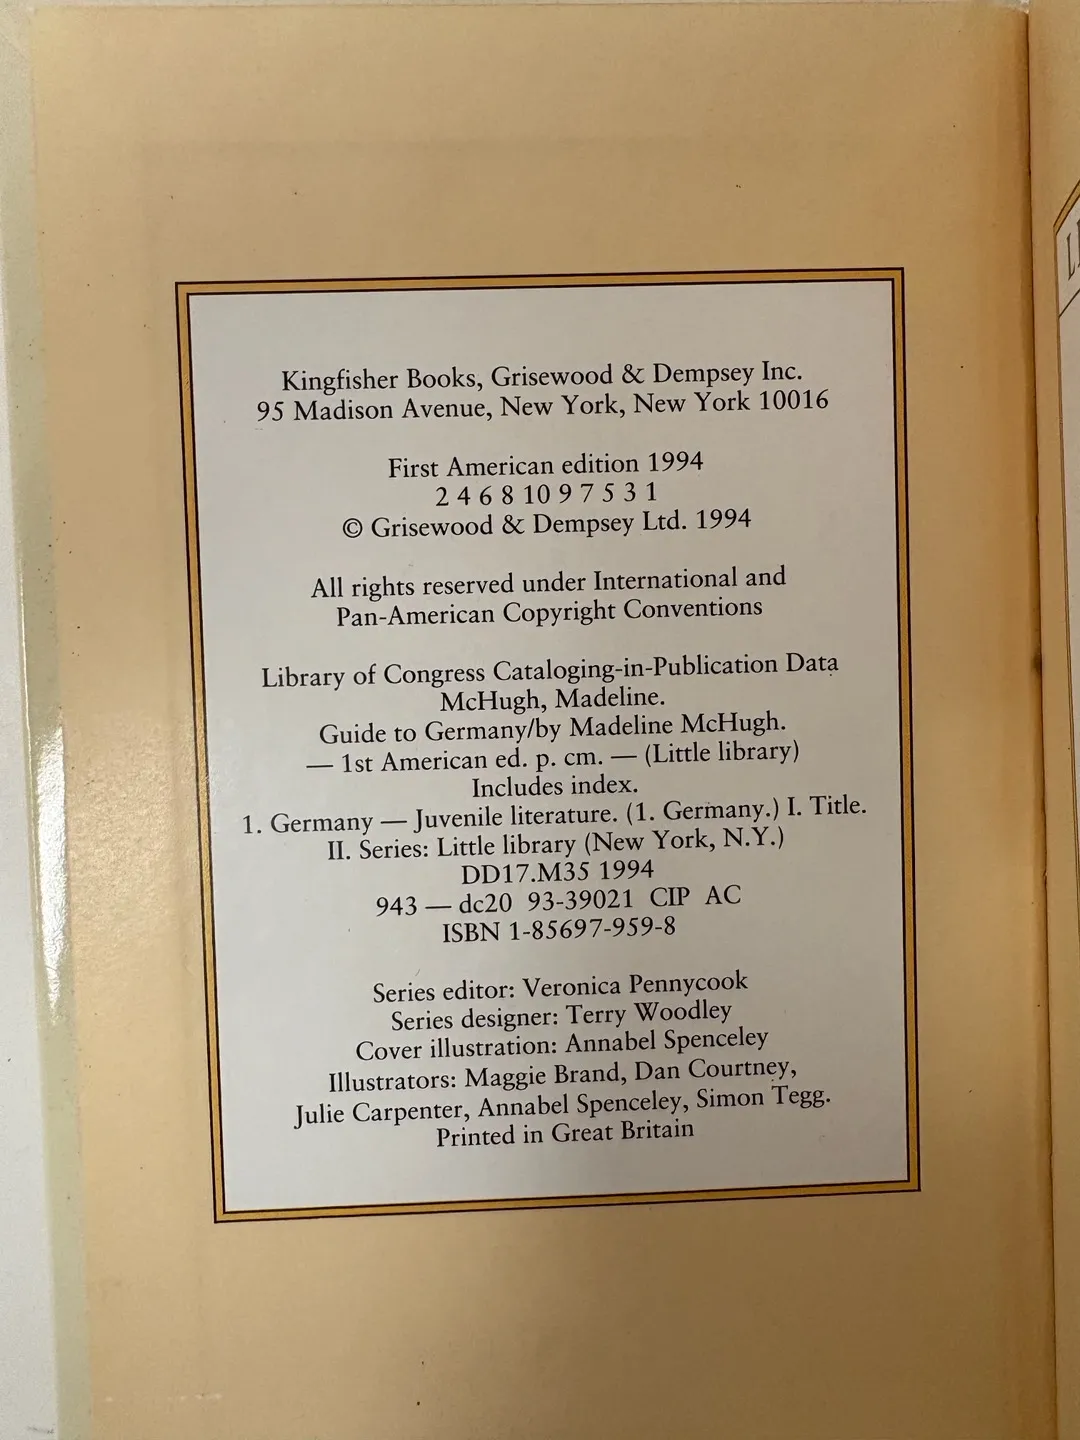 Kingfisher Books, Grisewood & Dempsey Inc.
95 Madison Avenue, New York, New York 10016
First American edition 1994
2 4 6 8 10 9 7 5 3 1
© Grisewood & Dempsey Ltd. 1994
All rights reserved under International and
Pan-American Copyright Conventions
Library of Congress Cataloging-in-Publication Data
McHugh, Madeline.
Guide to Germany/by Madeline McHugh.
— 1st American ed. p. cm. — (Little library)
Includes index.
1. Germany — Juvenile literature. (1. Germany.) I. Title.
II. Series: Little library (New York, N.Y.)
DD17.M35 1994
943 — dc20 93-39021 CIP AC
ISBN 1-85697-959-8
Series editor: Veronica Pennycook
Series designer: Terry Woodley
Cover illustration: Annabel Spenceley
Illustrators: Maggie Brand, Dan Courtney,
Julie Carpenter, Annabel Spenceley, Simon Tegg.
Printed in Great Britain